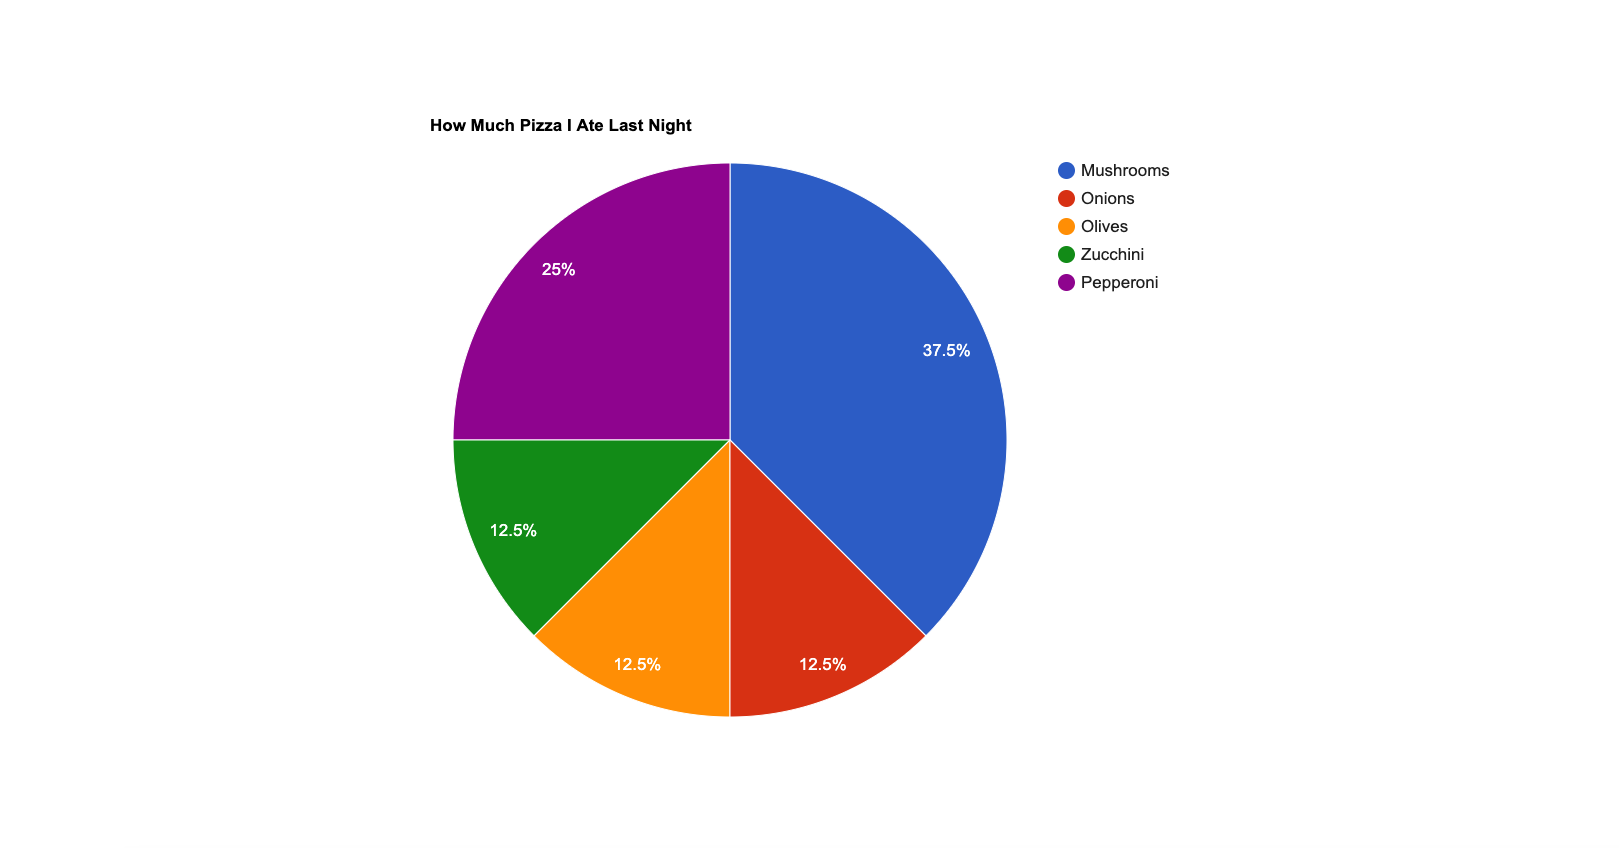 How Much Pizza I Ate Last Night
Mushrooms
Onions
Olives
Zucchini
Pepperoni
25%
37.5%
12.5%
12.5%
12.5%